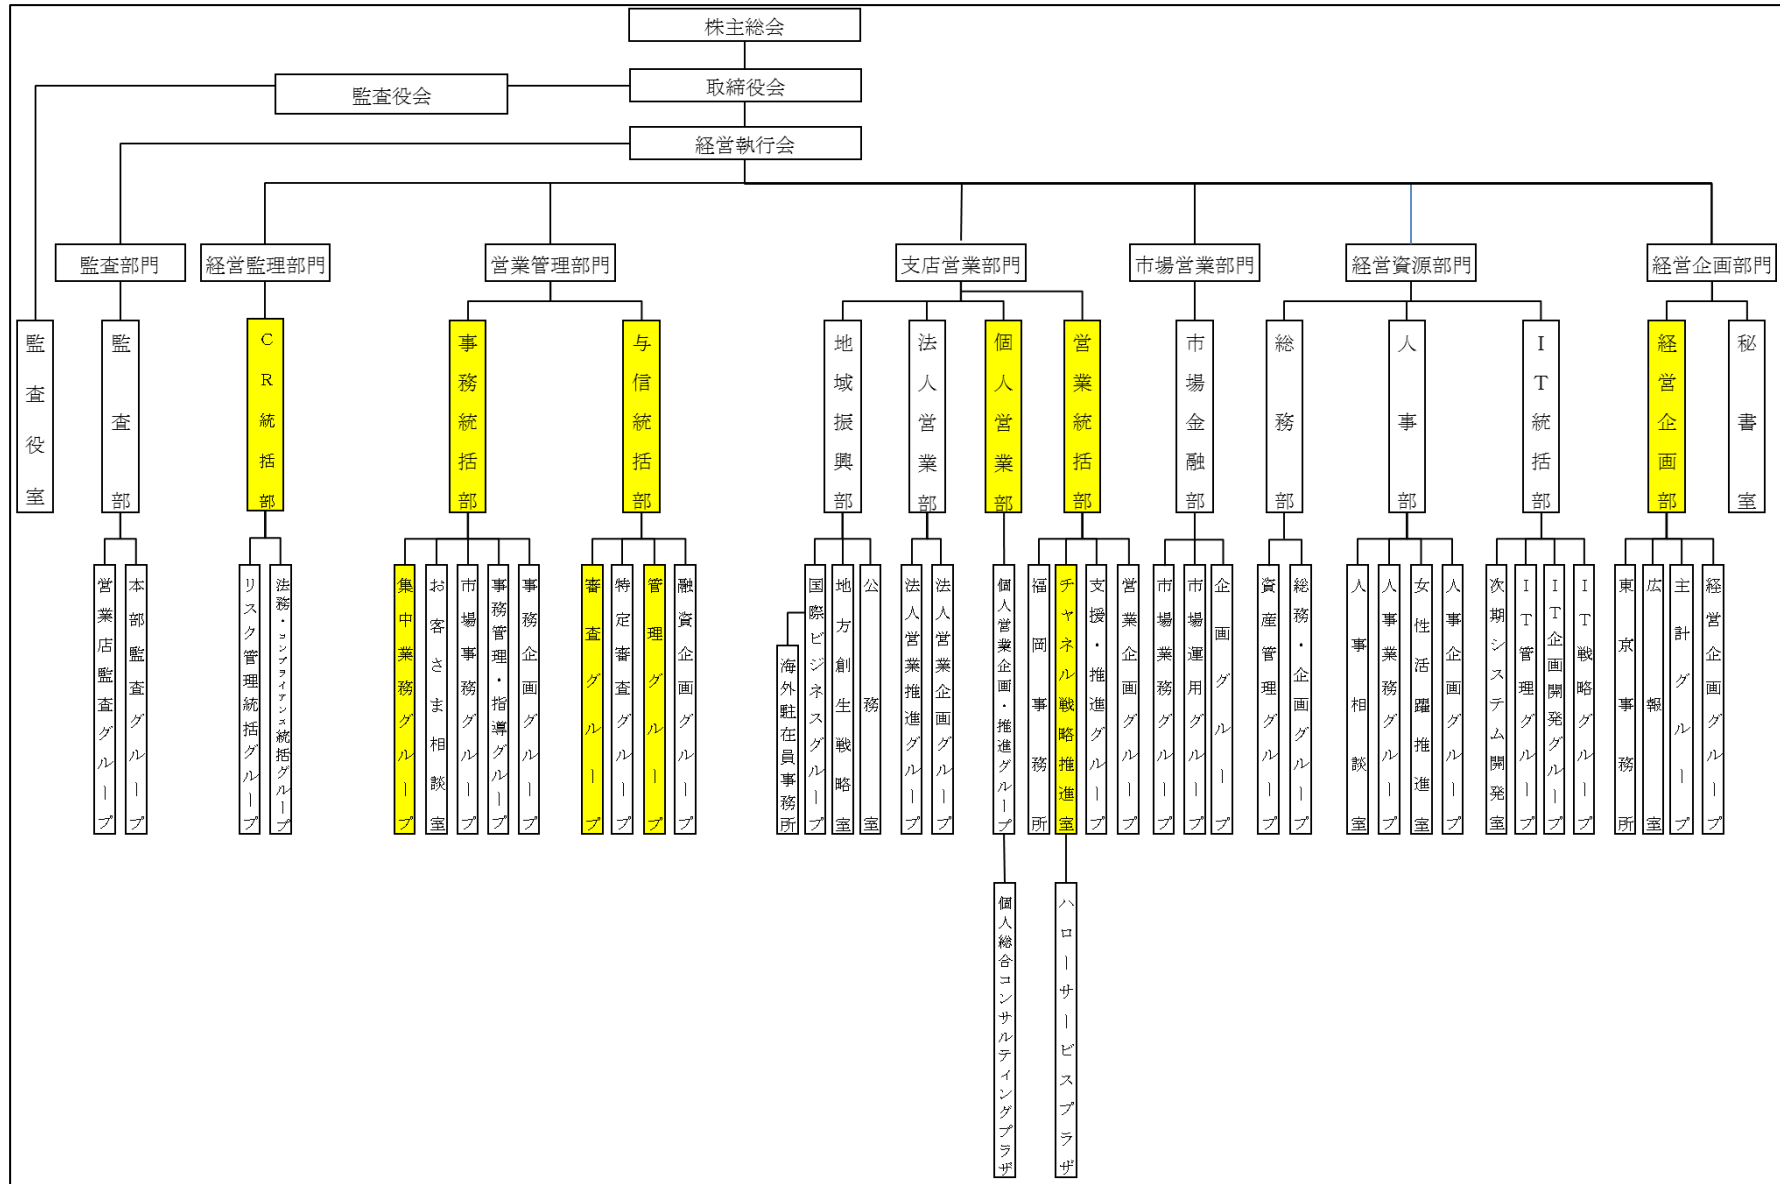 株主総会
監査役会
取締役会
経営執行会
監査部門
経営監理部門
営業管理部門
支店営業部門
市場営業部門
経営資源部門
経営企画部門
監査役室
監査部
CR統括部
事務統括部
与信統括部
地域振興部
法人営業部
個人営業部
営業統括部
市場金融部
総務部
人事部
IT統括部
経営企画部
秘書室
営業店監査グループ
本部監査グループ
リスク管理統括グループ
法務・コンプライアンス統括グループ
集中業務グループ
お客さま相談室
市場事務グループ
事務管理・指導グループ
事務企画グループ
審査グループ
特定審査グループ
管理グループ
融資企画グループ
海外駐在員事務所
国際ビジネスグループ
地方創生戦略室
公務室
法人営業推進グループ
法人営業企画グループ
個人営業企画・推進グループ
福岡事務所
チャネル戦略推進室
支援・推進グループ
営業企画グループ
市場業務グループ
市場運用グループ
企画グループ
資産管理グループ
総務・企画グループ
人事相談室
人事業務グループ
女性活躍推進室
人事企画グループ
次期システム開発室
IT管理グループ
IT企画開発グループ
IT戦略グループ
東京事務所
広報室
主計グループ
経営企画グループ
個人総合コンサルティングプラザ
ハローサービスプラザ